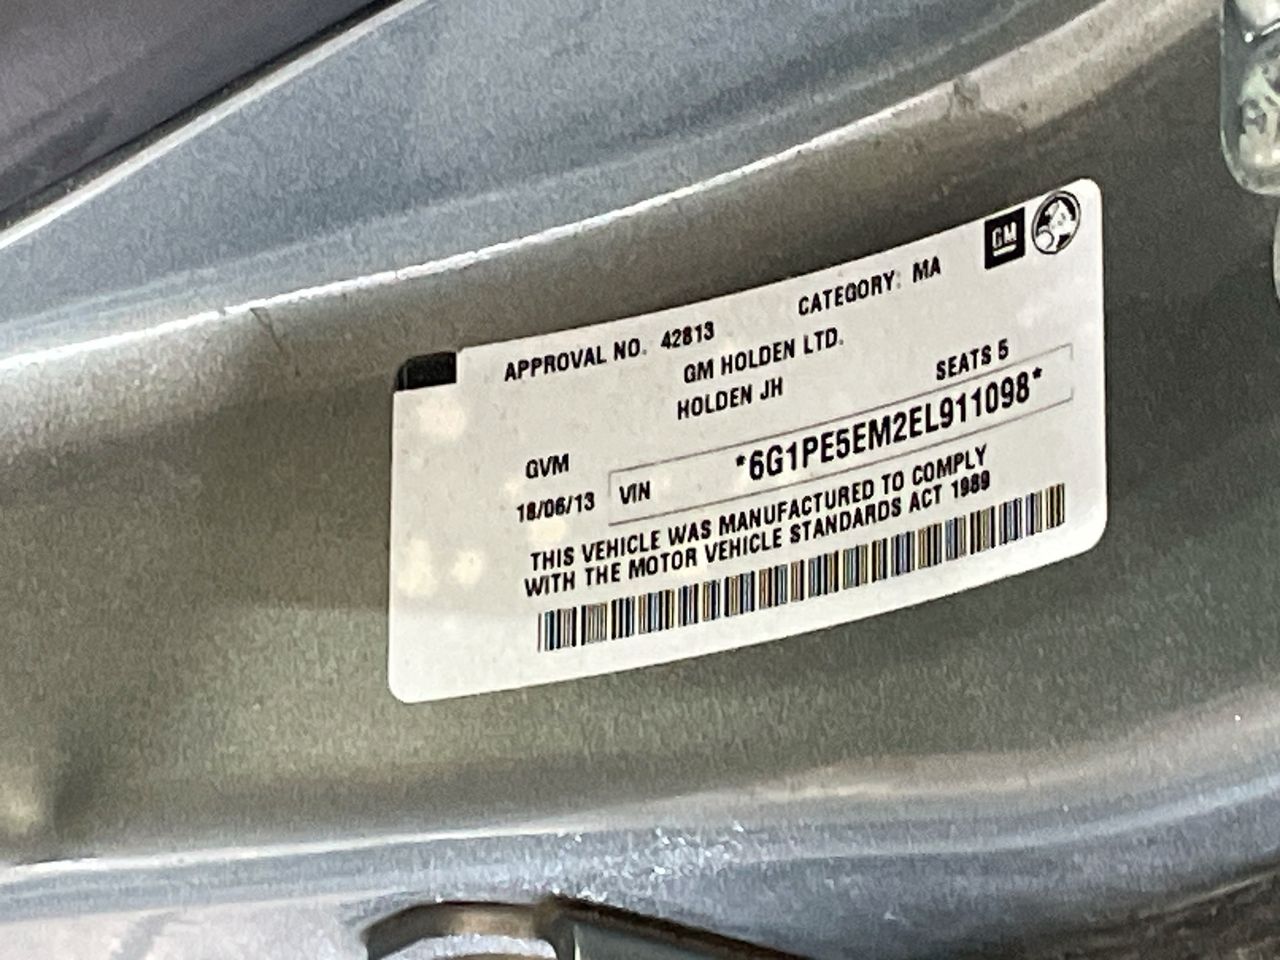 GM
APPROVAL NO. 42813 CATEGORY: MA
GM HOLDEN LTD.
HOLDEN JH SEATS 5
GVM
18/06/13 VIN *6G1PE5EM2EL911098*
THIS VEHICLE WAS MANUFACTURED TO COMPLY
WITH THE MOTOR VEHICLE STANDARDS ACT 1989